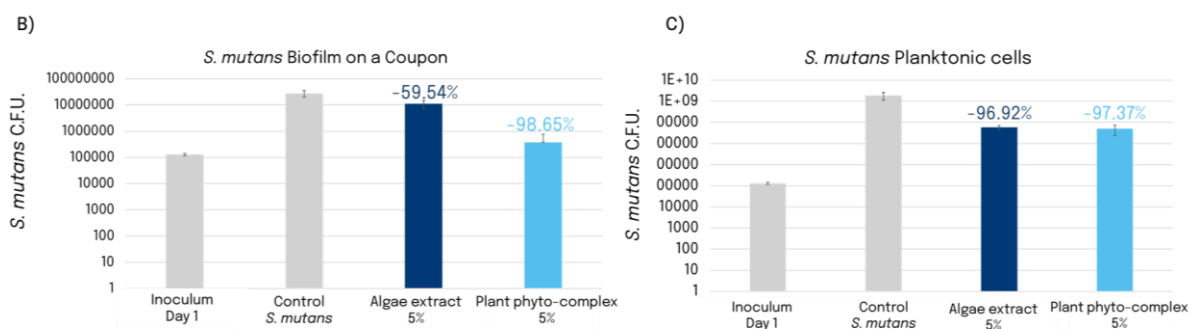 B)
S. mutans Biofilm on a Coupon
S. mutans C.F.U.
100000000
10000000
1000000
100000
10000
1000
100
10
1
-59,54%
-98,65%
Inoculum
Day 1
Control
S. mutans
Algae extract
5%
Plant phyto-complex
5%
C)
S. mutans Planktonic cells
S. mutans C.F.U.
1E+10
1E+09
00000
00000
00000
10000
1000
100
10
1
-96,92%
-97,37%
Inoculum
Day 1
Control
S. mutans
Algae extract
5%
Plant phyto-complex
5%